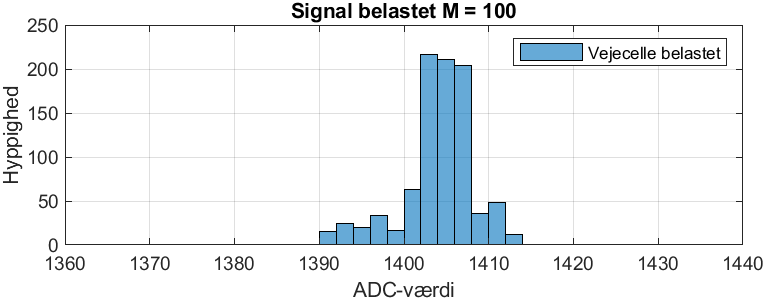 Signal belastet M = 100
Vejecelle belastet
Hyppighed
250
200
150
100
50
0
1360 1370 1380 1390 1400 1410 1420 1430 1440
ADC-værdi